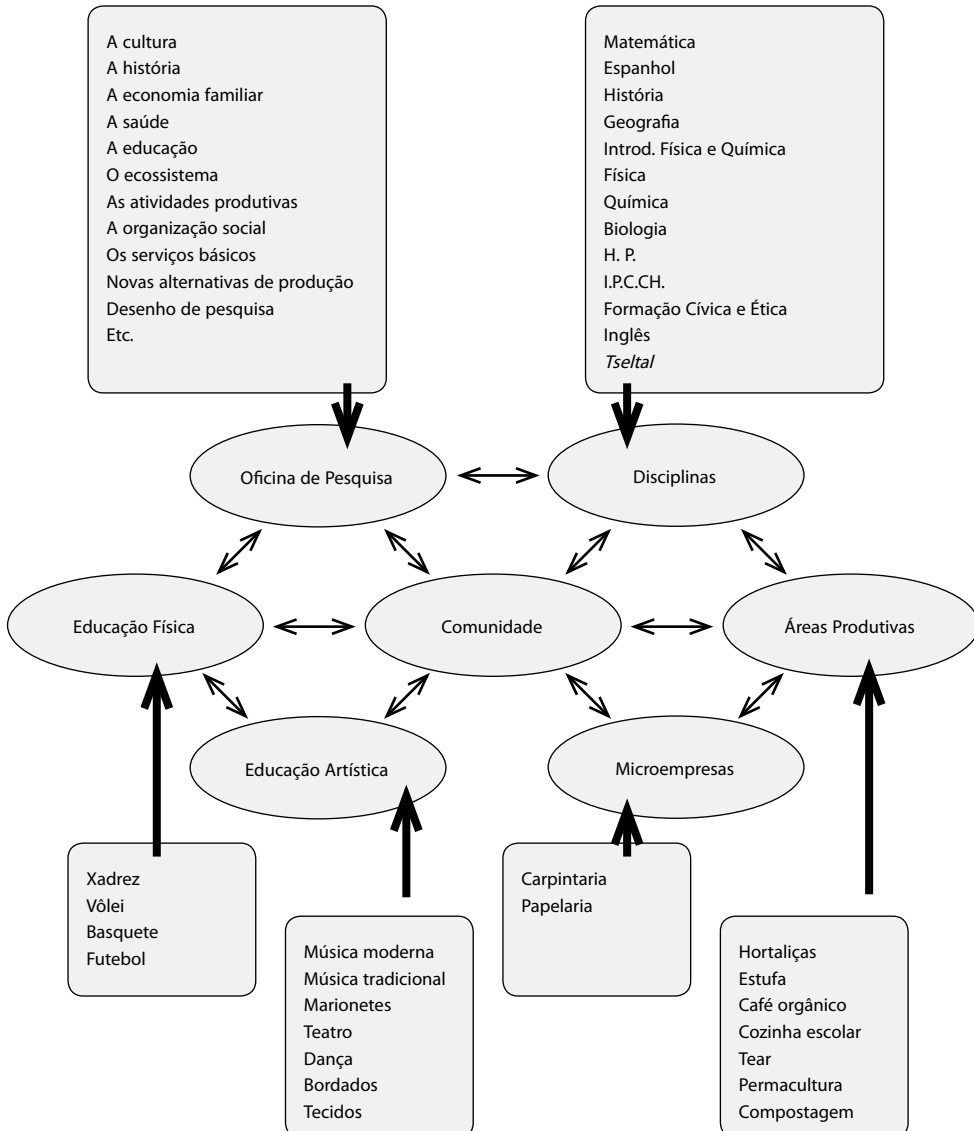 A cultura
A história
A economia familiar
A saúde
A educação
O ecossistema
As atividades produtivas
A organização social
Os serviços básicos
Novas alternativas de produção
Desenho de pesquisa
Etc.
Matemática
Espanhol
História
Geografia
Introd. Física e Química
Física
Química
Biologia
H. P.
I.P.C.CH.
Formação Cívica e Ética
Inglês
Tseltal
Oficina de Pesquisa
Disciplinas
Educação Física
Comunidade
Áreas Produtivas
Educação Artística
Microempresas
Xadrez
Vôlei
Basquete
Futebol
Música moderna
Música tradicional
Marionetes
Teatro
Dança
Bordados
Tecidos
Carpintaria
Papelaria
Hortaliças
Estufa
Café orgânico
Cozinha escolar
Tear
Permacultura
Compostagem